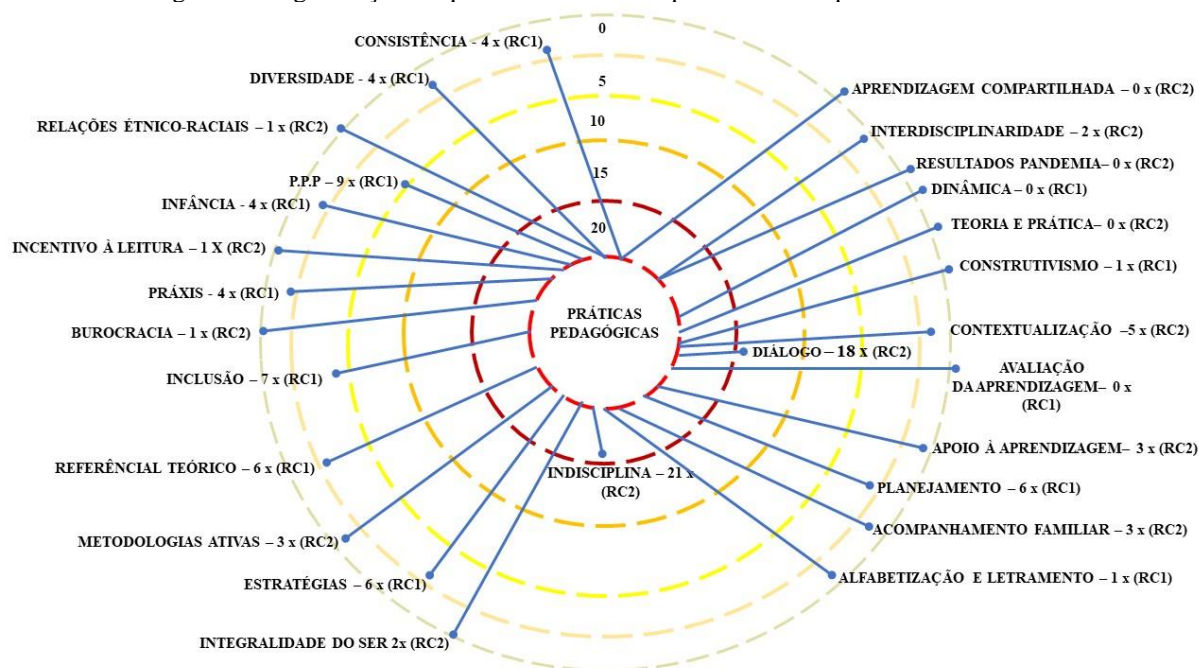 0
CONSISTÊNCIA - 4 x (RC1)
DIVERSIDADE - 4 x (RC1)
5
APRENDIZAGEM COMPARTILHADA – 0 x (RC2)
RELAÇÕES ÉTNICO-RACIAIS – 1 x (RC2)
10
INTERDISCIPLINARIDADE – 2 x (RC2)
RESULTADOS PANDEMIA– 0 x (RC2)
P.P.P – 9 x (RC1)
15
DINÂMICA – 0 x (RC1)
INFÂNCIA - 4 x (RC1)
20
TEORIA E PRÁTICA– 0 x (RC2)
INCENTIVO À LEITURA – 1 X (RC2)
CONSTRUTIVISMO – 1 x (RC1)
PRÁXIS - 4 x (RC1)
PRÁTICAS
PEDAGÓGICAS
BUROCRACIA – 1 x (RC2)
CONTEXTUALIZAÇÃO –5 x (RC2)
DIÁLOGO – 18 x (RC2)
INCLUSÃO – 7 x (RC1)
AVALIAÇÃO
DA APRENDIZAGEM– 0 x
(RC1)
APOIO À APRENDIZAGEM– 3 x (RC2)
REFERÊNCIAL TEÓRICO – 6 x (RC1)
INDISCIPLINA – 21 x
(RC2)
PLANEJAMENTO – 6 x (RC1)
ACOMPANHAMENTO FAMILIAR – 3 x (RC2)
METODOLOGIAS ATIVAS – 3 x (RC2)
ESTRATÉGIAS – 6 x (RC1)
ALFABETIZAÇÃO E LETRAMENTO – 1 x (RC1)
INTEGRALIDADE DO SER 2x (RC2)